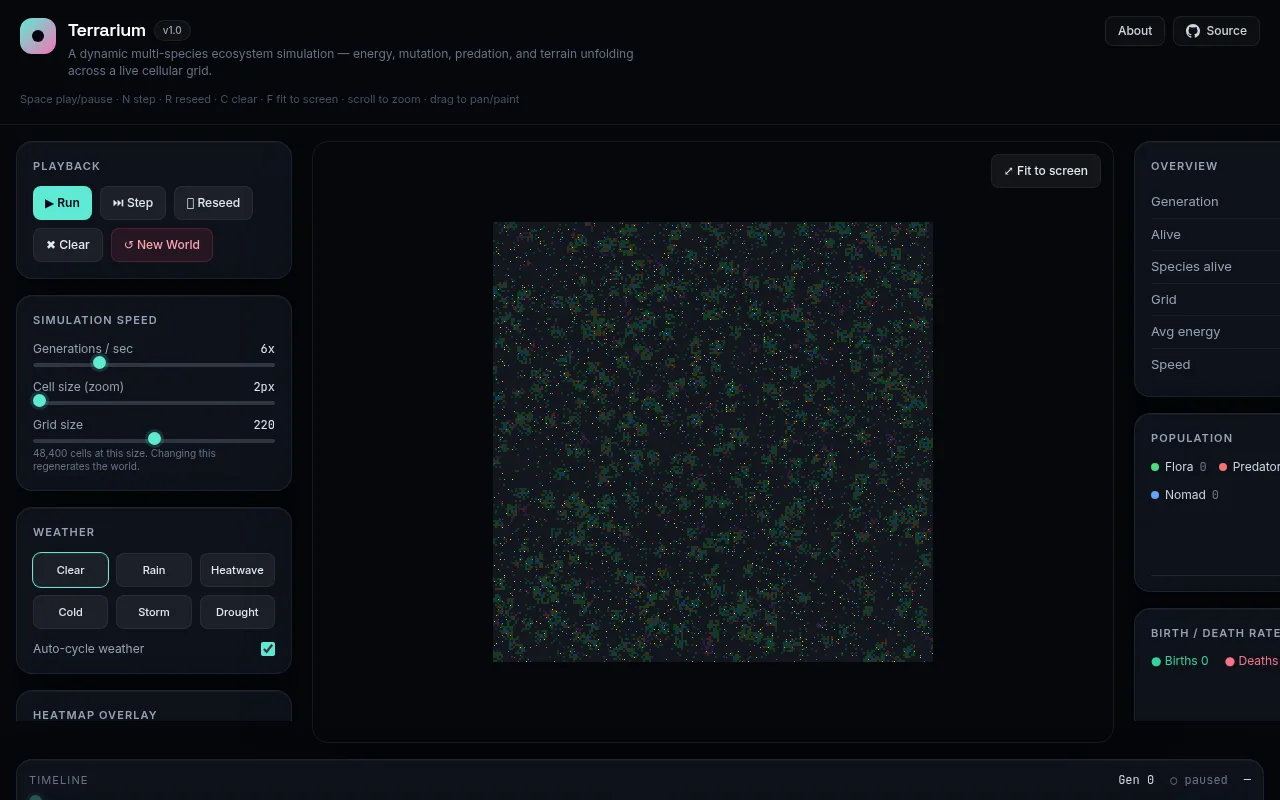 Terrarium v1.0
A dynamic multi-species ecosystem simulation — energy, mutation, predation, and terrain unfolding
across a live cellular grid.
Space play/pause · N step · R reseed · C clear · F fit to screen · scroll to zoom · drag to pan/paint
About
Source
PLAYBACK
▶ Run
⏭ Step
Reseed
✖ Clear
↺ New World
SIMULATION SPEED
Generations / sec 6x
Cell size (zoom) 2px
Grid size 220
48,400 cells at this size. Changing this
regenerates the world.
WEATHER
Clear
Rain
Heatwave
Cold
Storm
Drought
Auto-cycle weather
HEATMAP OVERLAY
⤢ Fit to screen
OVERVIEW
Generation
Alive
Species alive
Grid
Avg energy
Speed
POPULATION
Flora 0
Predator
Nomad 0
BIRTH / DEATH RATE
Births 0
Deaths
TIMELINE
Gen 0 ○ paused —